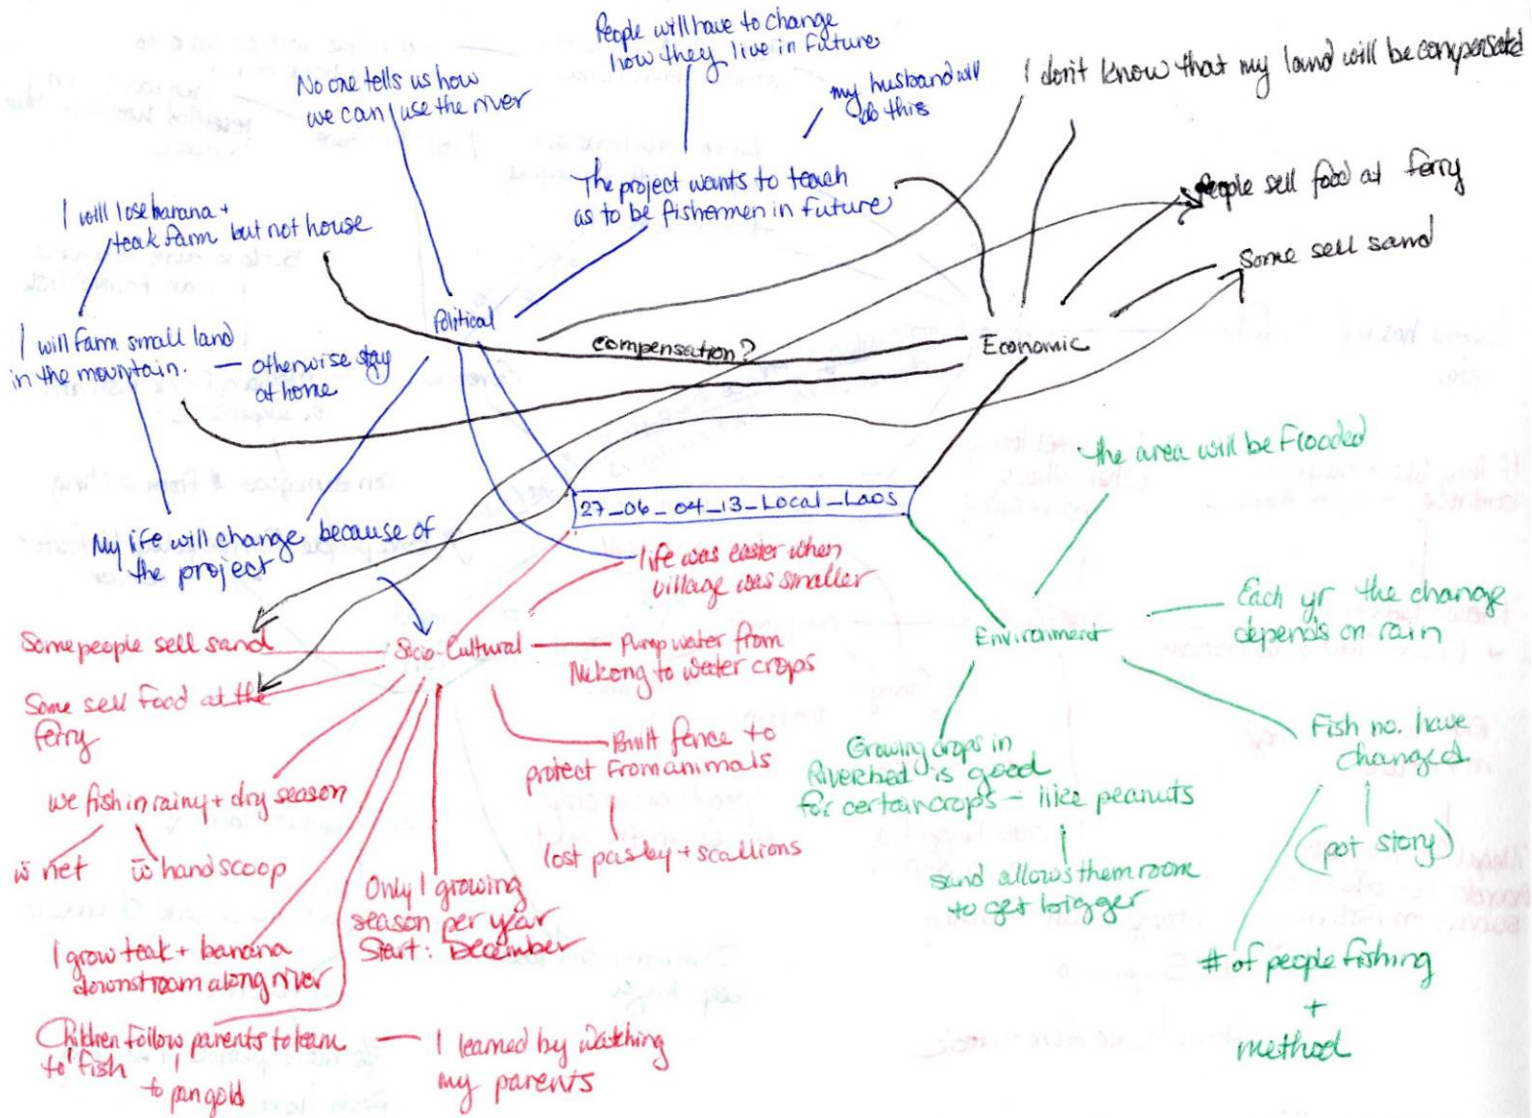 People will have to change
how they live in future
No one tells us how
we can use the river
my husband will
do this
I don't know that my land will be compensated
The project wants to teach
us to be fishermen in future
People sell food at ferry
Some sell sand
I will lose banana +
teak farm but not house
Political
compensation?
Economic
I will farm small land
in the mountain. — otherwise stay
at home
the area will be flooded
27_06_04_13_Local_Laos
My life will change because of
the project
life was easier when
village was smaller
Each yr the change
depends on rain
Some people sell sand
Socio-Cultural
Pump water from
Mekong to water crops
Environment
Some sell food at the
ferry
Built fence to
protect from animals
lost pasley + scallions
Growing crops in
Riverbed is good
for certain crops — like peanuts
sand allows them room
to get bigger
Fish no. have
changed
(pot story)
# of people fishing
+
method
we fish in rainy + dry season
w̄ net
w̄ hand scoop
Only 1 growing
season per year
Start: December
I grow teak + banana
downstream along river
Children follow parents to learn
to fish
to pan gold
I learned by watching
my parents